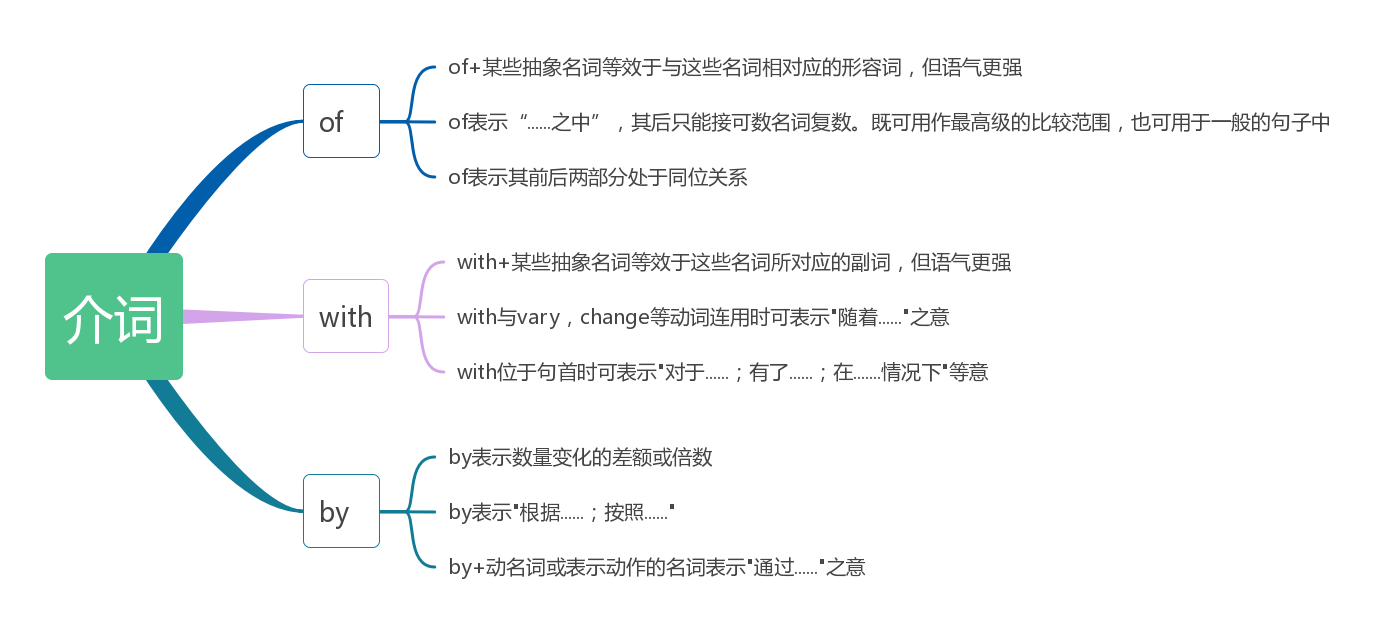 介词
of
of+某些抽象名词等效于与这些名词相对应的形容词，但语气更强
of表示“......之中”，其后只能接可数名词复数。既可用作最高级的比较范围，也可用于一般的句子中
of表示其前后两部分处于同位关系
with
with+某些抽象名词等效于这些名词所对应的副词，但语气更强
with与vary，change等动词连用时可表示"随着......"之意
with位于句首时可表示"对于......；有了......；在.......情况下"等意
by
by表示数量变化的差额或倍数
by表示"根据......；按照......"
by+动名词或表示动作的名词表示"通过......"之意